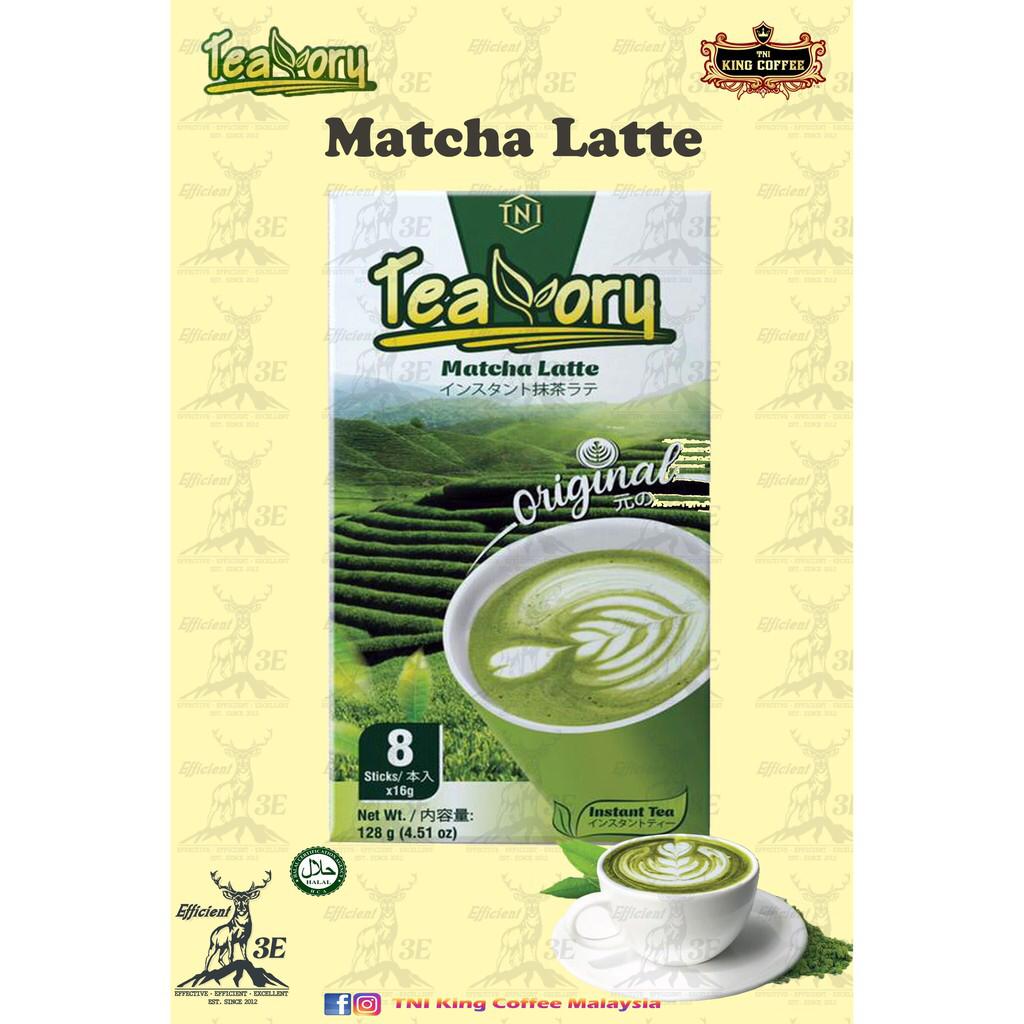 Teavory
TNI
KING COFFEE
Matcha Latte
TNI
Teavory
Matcha Latte
インスタント抹茶ラテ
Original
元の
8
Sticks/ 本入
x16g
Net Wt. / 内容量:
128 g (4.51 oz)
Instant Tea
インスタントティー
حلال
HALAL
Efficient
3E
EFFECTIVE - EFFICIENT - EXCELLENT
EST. SINCE 2012
TNI King Coffee Malaysia